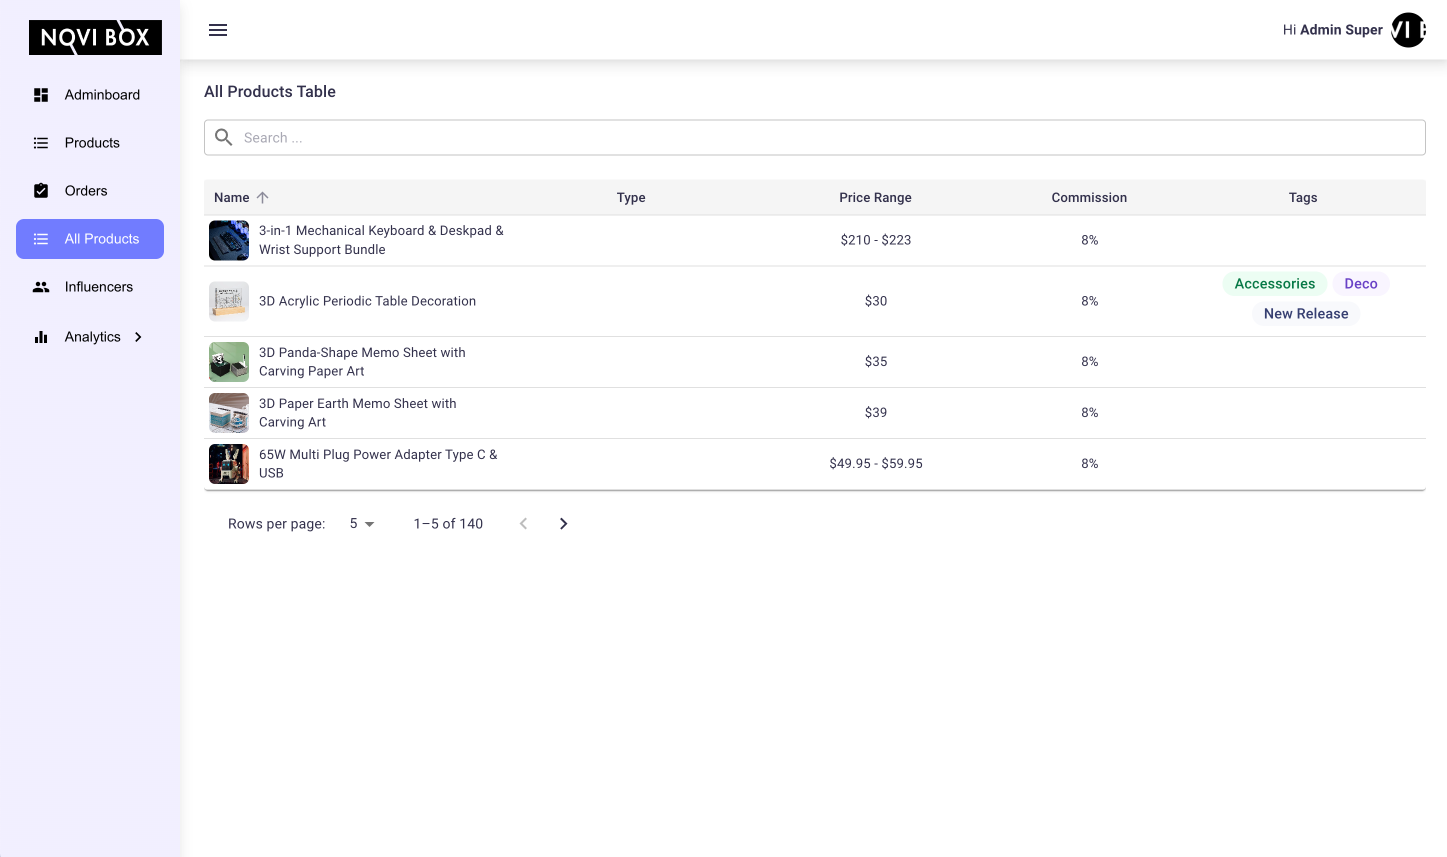 NOVI BOX
Hi Admin Super
VI B
Adminboard
Products
Orders
All Products
Influencers
Analytics
All Products Table
Search ...
Name Type Price Range Commission Tags
3-in-1 Mechanical Keyboard & Deskpad &
Wrist Support Bundle
$210 - $223 8%
3D Acrylic Periodic Table Decoration $30 8%
Accessories Deco
New Release
3D Panda-Shape Memo Sheet with
Carving Paper Art
$35 8%
3D Paper Earth Memo Sheet with
Carving Art
$39 8%
65W Multi Plug Power Adapter Type C &
USB
$49.95 - $59.95 8%
Rows per page: 5 1–5 of 140